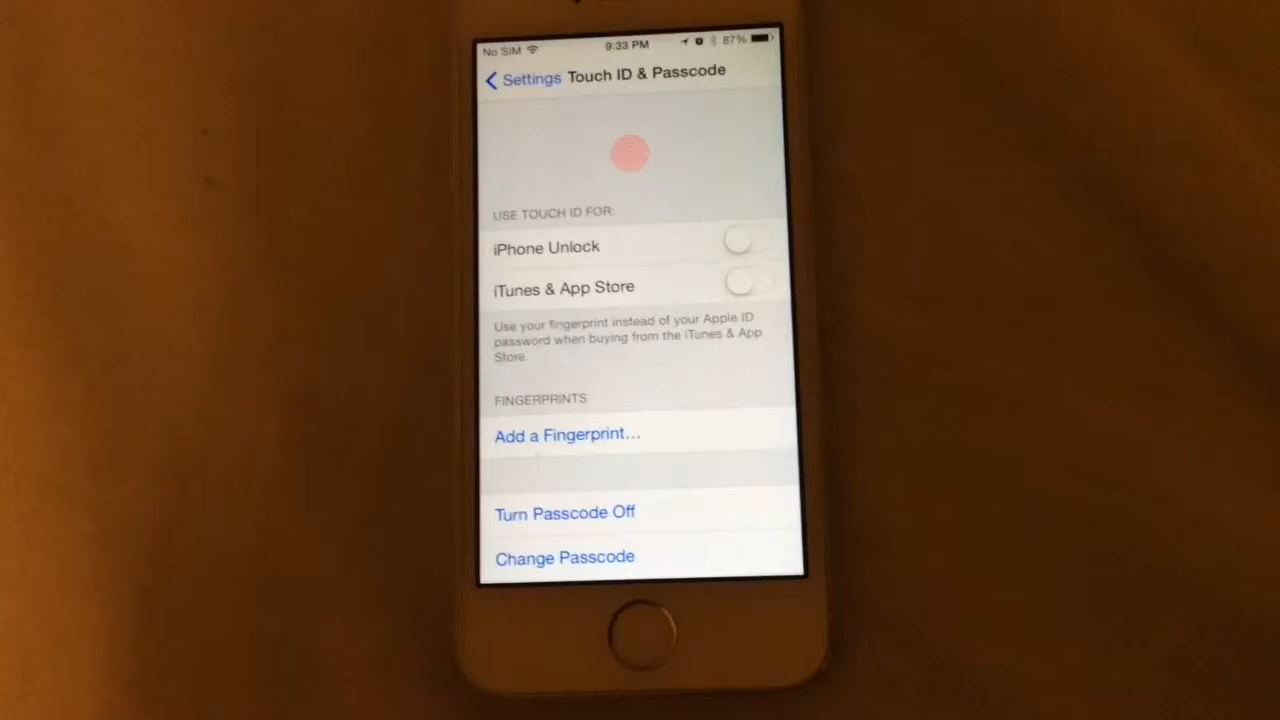 No SIM 9:33 PM 87%
Settings Touch ID & Passcode
USE TOUCH ID FOR:
iPhone Unlock
iTunes & App Store
Use your fingerprint instead of your Apple ID
password when buying from the iTunes & App
Store.
FINGERPRINTS
Add a Fingerprint...
Turn Passcode Off
Change Passcode